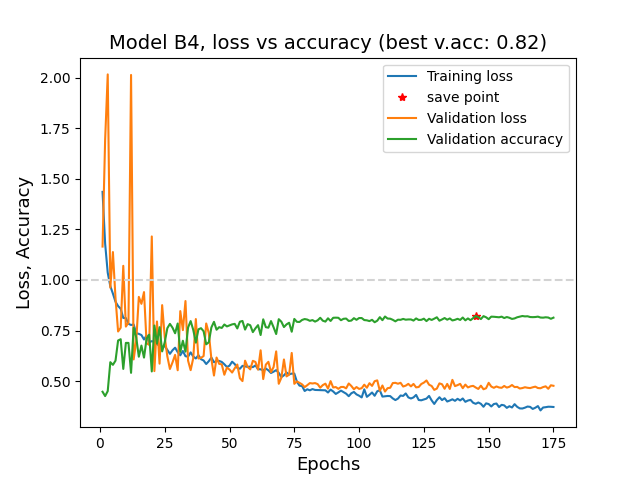 Model B4, loss vs accuracy (best v.acc: 0.82)
Training loss
save point
Validation loss
Validation accuracy
Loss, Accuracy
2.00
1.75
1.50
1.25
1.00
0.75
0.50
0 25 50 75 100 125 150 175
Epochs